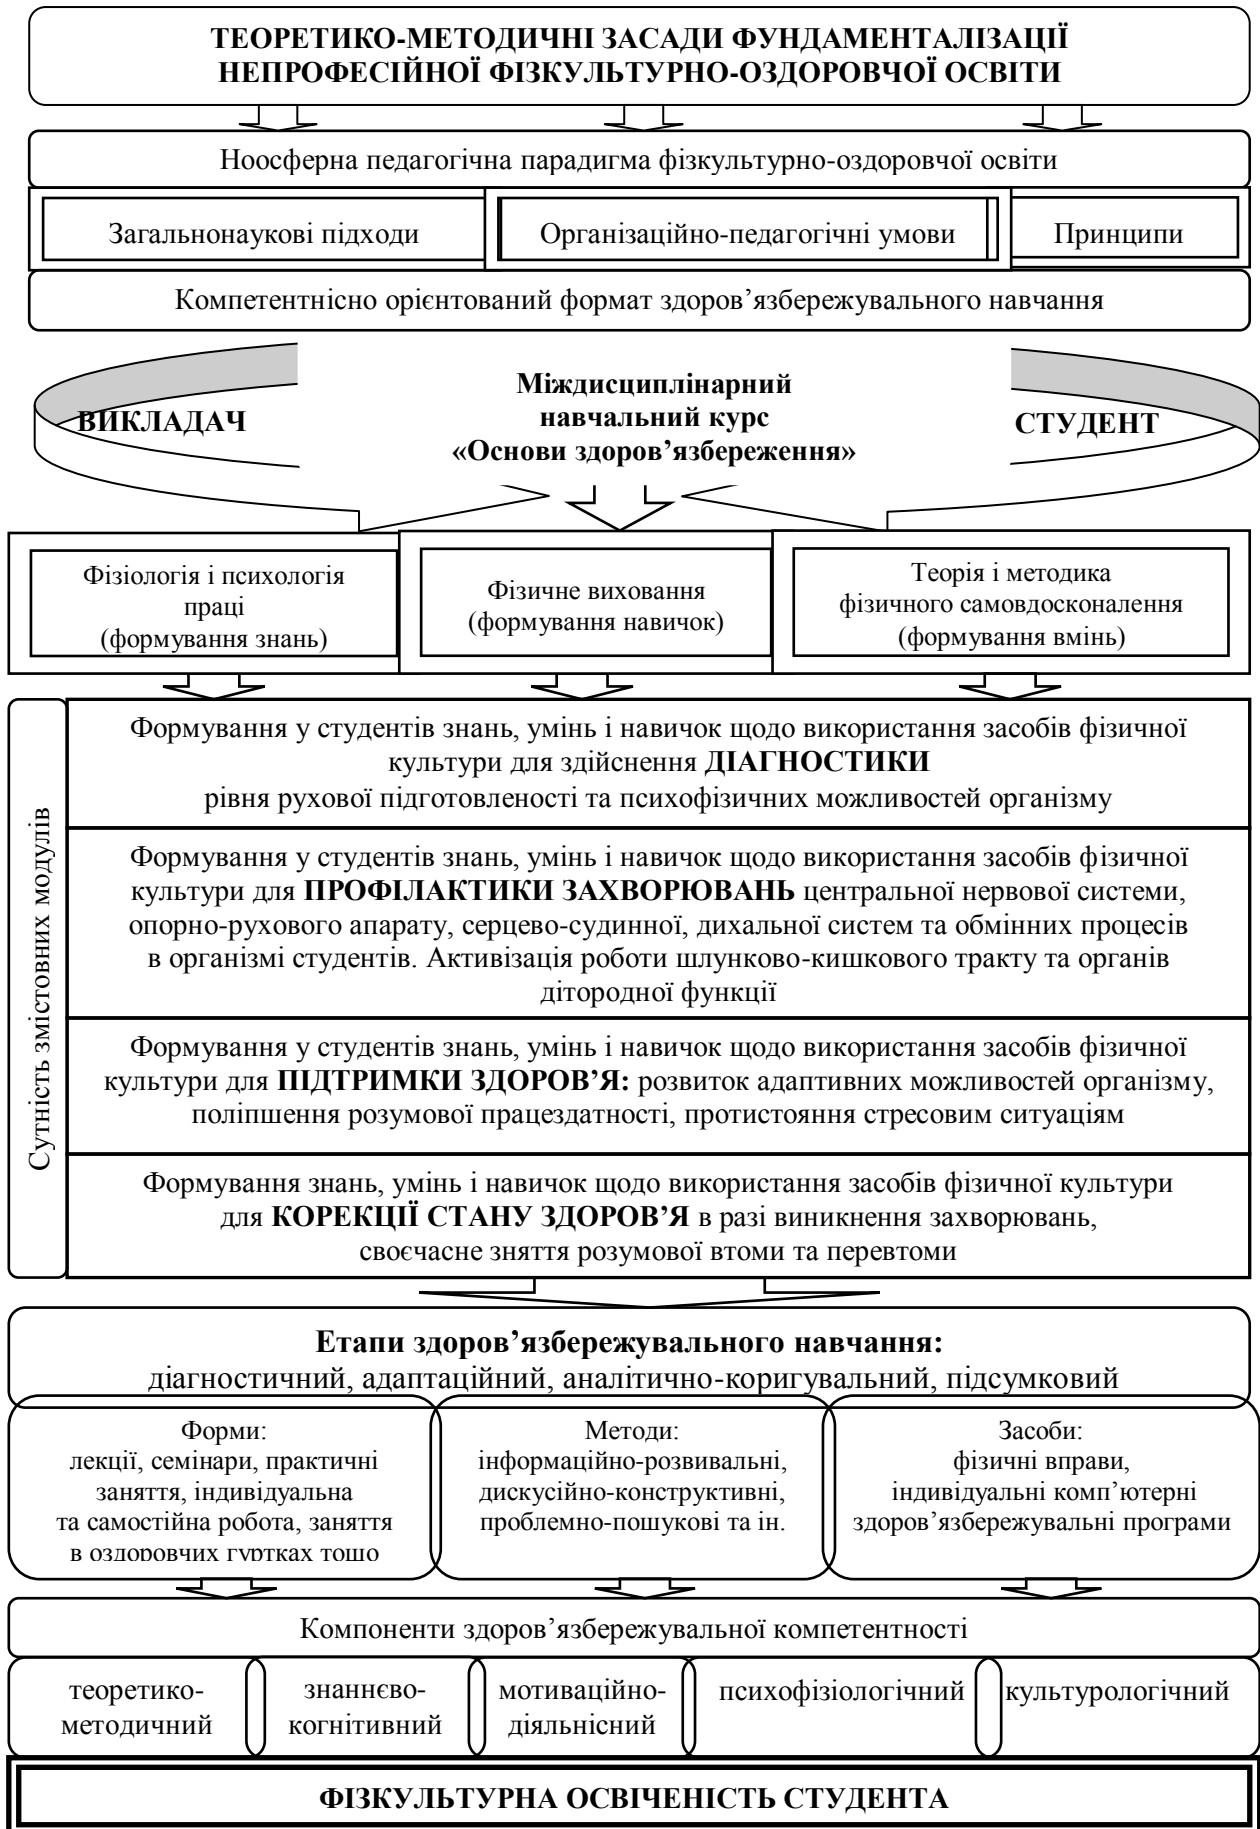 ТЕОРЕТИКО-МЕТОДИЧНІ ЗАСАДИ ФУНДАМЕНТАЛІЗАЦІЇ
НЕПРОФЕСІЙНОЇ ФІЗКУЛЬТУРНО-ОЗДОРОВЧОЇ ОСВІТИ
Ноосферна педагогічна парадигма фізкультурно-оздоровчої освіти
Загальнонаукові підходи
Організаційно-педагогічні умови
Принципи
Компетентнісно орієнтований формат здоров’язбережувального навчання
ВИКЛАДАЧ
Міждисциплінарний
навчальний курс
«Основи здоров’язбереження»
СТУДЕНТ
Фізіологія і психологія
праці
(формування знань)
Фізичне виховання
(формування навичок)
Теорія і методика
фізичного самовдосконалення
(формування вмінь)
Сутність змістовних модулів
Формування у студентів знань, умінь і навичок щодо використання засобів фізичної
культури для здійснення ДІАГНОСТИКИ
рівня рухової підготовленості та психофізичних можливостей організму
Формування у студентів знань, умінь і навичок щодо використання засобів фізичної
культури для ПРОФІЛАКТИКИ ЗАХВОРЮВАНЬ центральної нервової системи,
опорно-рухового апарату, серцево-судинної, дихальної систем та обмінних процесів
в організмі студентів. Активізація роботи шлунково-кишкового тракту та органів
дітородної функції
Формування у студентів знань, умінь і навичок щодо використання засобів фізичної
культури для ПІДТРИМКИ ЗДОРОВ’Я: розвиток адаптивних можливостей організму,
поліпшення розумової працездатності, протистояння стресовим ситуаціям
Формування знань, умінь і навичок щодо використання засобів фізичної культури
для КОРЕКЦІЇ СТАНУ ЗДОРОВ’Я в разі виникнення захворювань,
своєчасне зняття розумової втоми та перевтоми
Етапи здоров’язбережувального навчання:
діагностичний, адаптаційний, аналітично-коригувальний, підсумковий
Форми:
лекції, семінари, практичні
заняття, індивідуальна
та самостійна робота, заняття
в оздоровчих гуртках тощо
Методи:
інформаційно-розвивальні,
дискусійно-конструктивні,
проблемно-пошукові та ін.
Засоби:
фізичні вправи,
індивідуальні комп’ютерні
здоров’язбережувальні програми
Компоненти здоров’язбережувальної компетентності
теоретико-
методичний
знаннєво-
когнітивний
мотиваційно-
діяльнісний
психофізіологічний
культурологічний
ФІЗКУЛЬТУРНА ОСВІЧЕНІСТЬ СТУДЕНТА